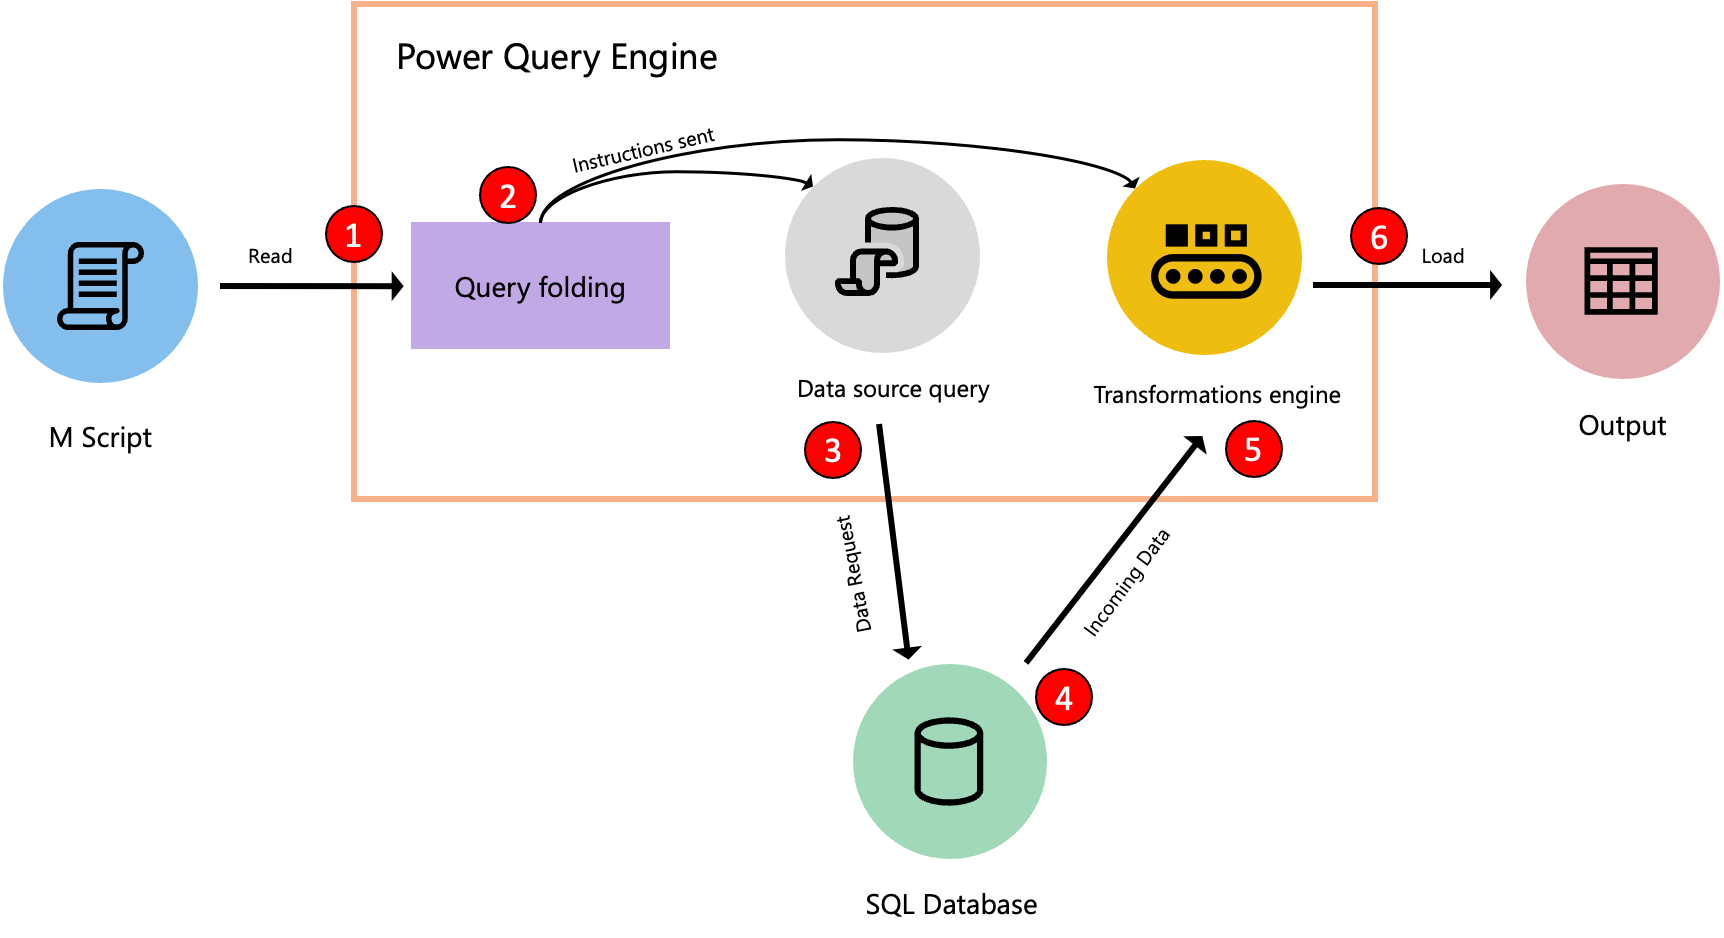 Power Query Engine
Instructions sent
2
1
Read
Query folding
6
Load
Data source query
Transformations engine
M Script
Output
3
5
Data Request
Incoming Data
4
SQL Database